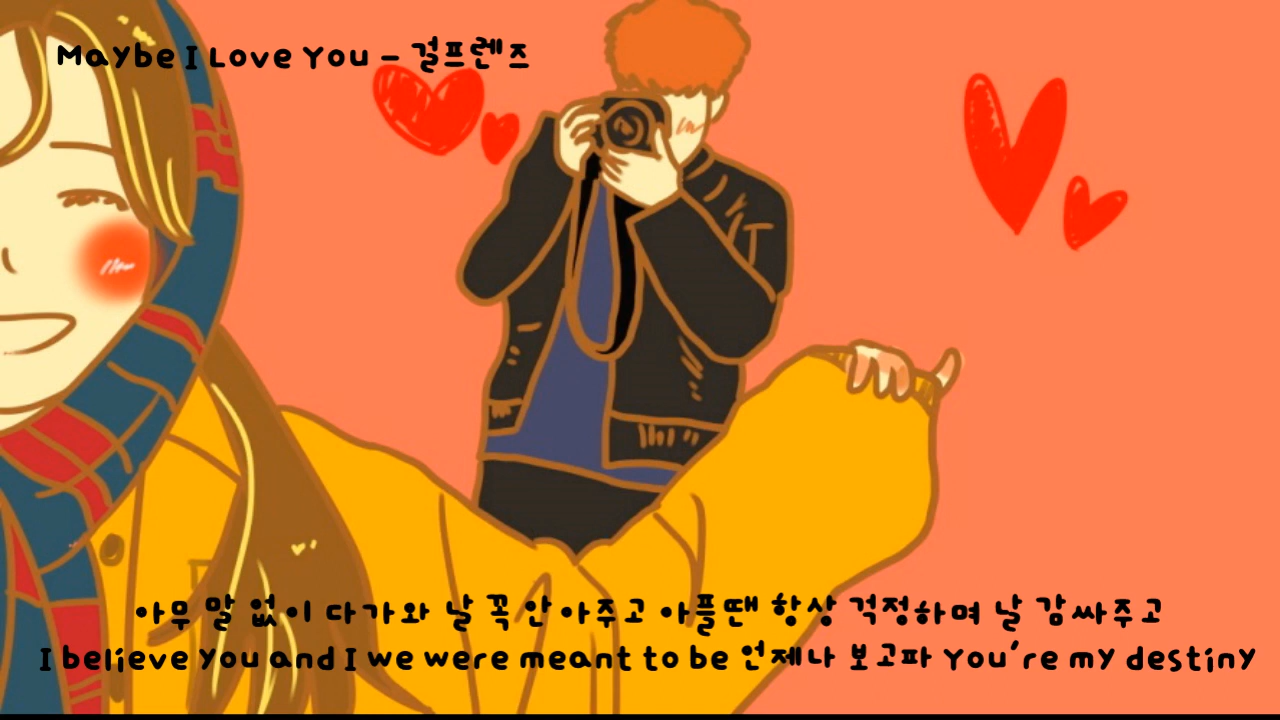 Maybe I Love You - 걸프렌즈
아무 말 없이 다가와 날 꼭 안아주고 아플땐 항상 걱정하며 날 감싸주고
I believe you and I we were meant to be 언제나 보고파 You're my destiny